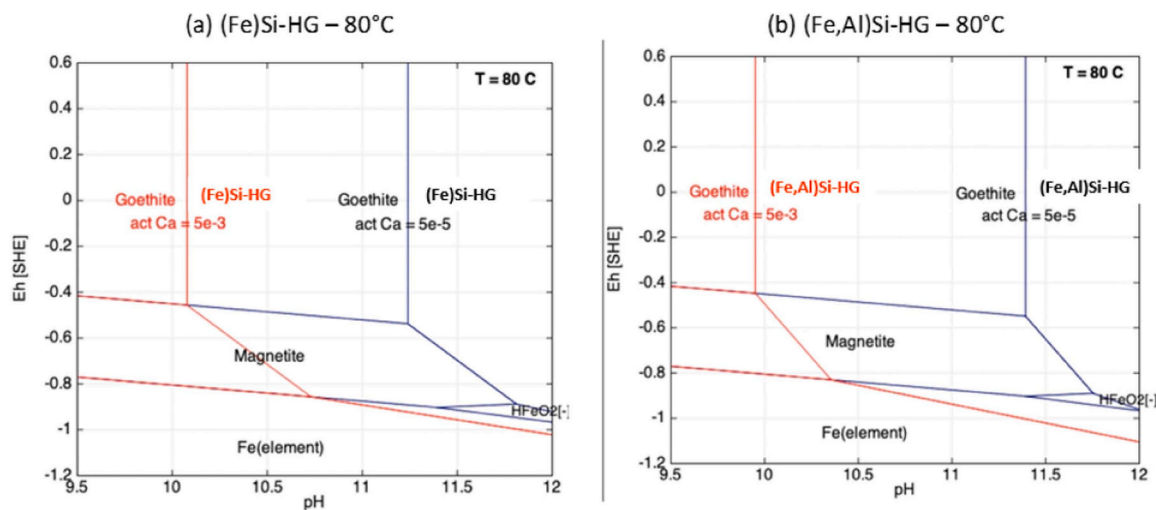 (a) (Fe)Si-HG – 80°C
0.6
0.4
0.2
0
-0.2
-0.4
-0.6
-0.8
-1
-1.2
Eh [SHE]
T = 80 C
Goethite (Fe)Si-HG
act Ca = 5e-3
Goethite (Fe)Si-HG
act Ca = 5e-5
Magnetite
HFeO2[-]
Fe(element)
9.5 10 10.5 11 11.5 12
pH
(b) (Fe,Al)Si-HG – 80°C
0.6
0.4
0.2
0
-0.2
-0.4
-0.6
-0.8
-1
-1.2
Eh [SHE]
T = 80 C
Goethite (Fe,Al)Si-HG
act Ca = 5e-3
Goethite (Fe,Al)Si-HG
act Ca = 5e-5
Magnetite
HFeO2[-]
Fe(element)
9.5 10 10.5 11 11.5 12
pH